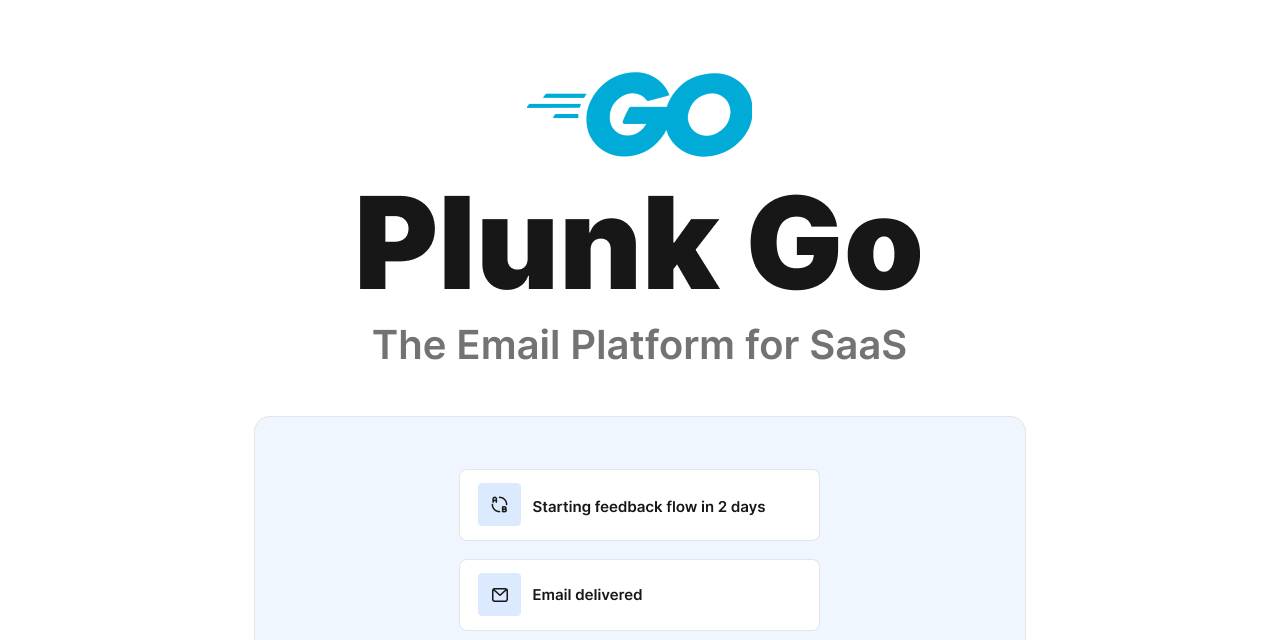 GO
Plunk Go
The Email Platform for SaaS
Starting feedback flow in 2 days
Email delivered